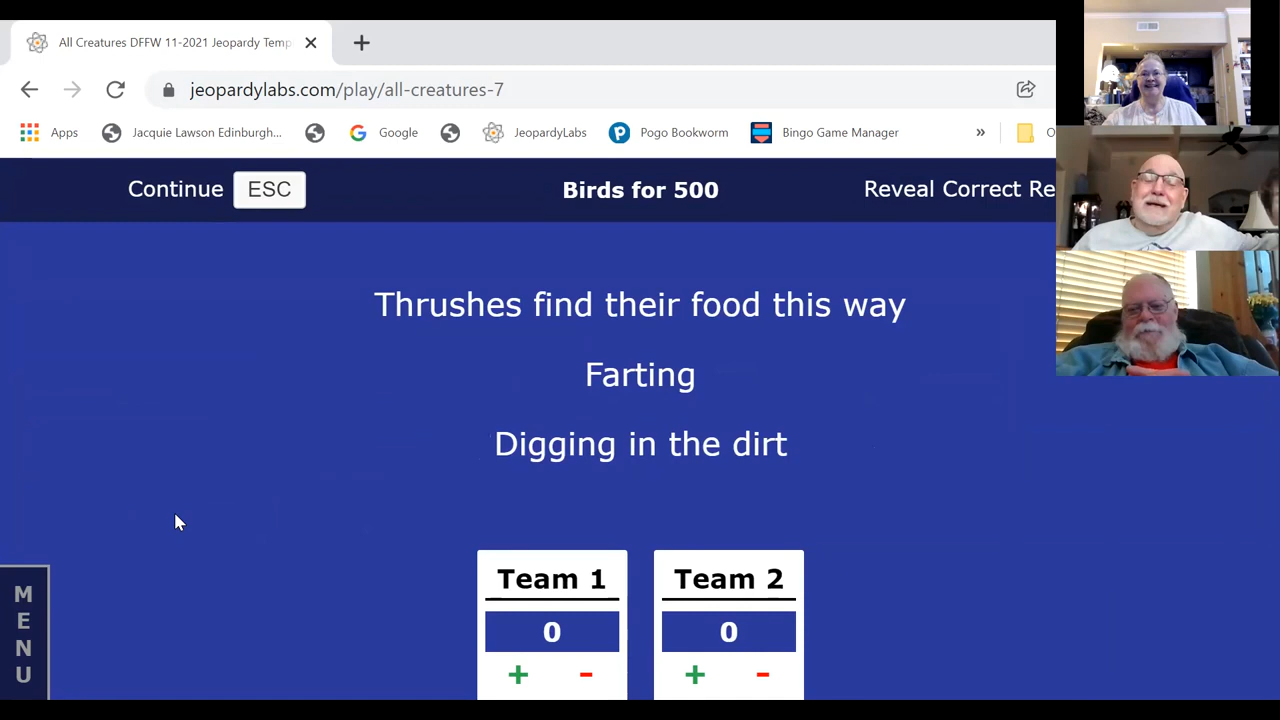 All Creatures DFFW 11-2021 Jeopardy Temp
jeopardylabs.com/play/all-creatures-7
Apps
Jacquie Lawson Edinburgh...
Google
JeopardyLabs
Pogo Bookworm
Bingo Game Manager
»
O
Continue ESC
Birds for 500
Reveal Correct Re
Thrushes find their food this way
Farting
Digging in the dirt
MENU
Team 1
0
+ -
Team 2
0
+ -